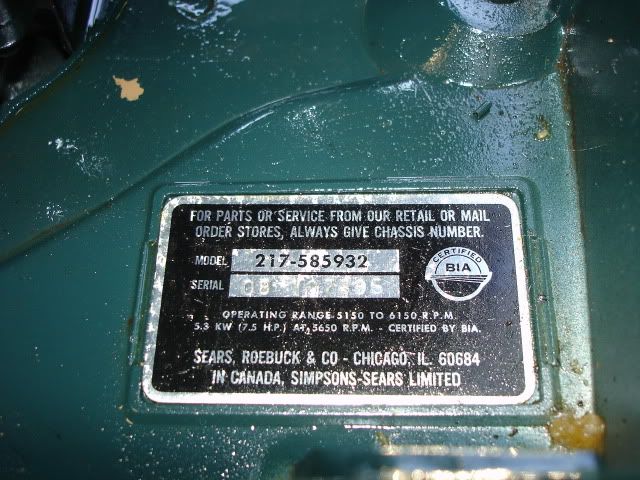 FOR PARTS OR SERVICE FROM OUR RETAIL OR MAIL
ORDER STORES, ALWAYS GIVE CHASSIS NUMBER.
MODEL 217-585932
SERIAL
CERTIFIED
BIA
OPERATING RANGE 5150 TO 6150 R.P.M
5.3 KW (7.5 H.P.) AT 5650 R.P.M. - CERTIFIED BY BIA.
SEARS, ROEBUCK & CO - CHICAGO, IL. 60684
IN CANADA, SIMPSONS-SEARS LIMITED